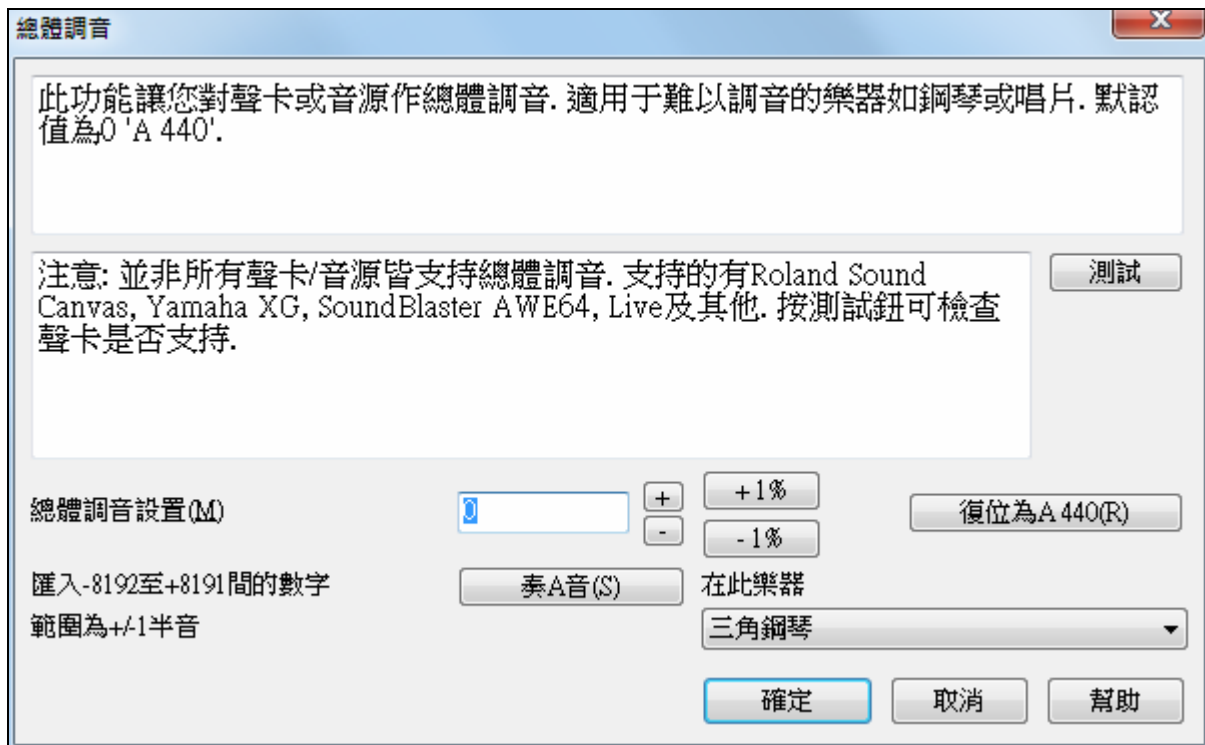 總體調音
此功能讓您對聲卡或音源作總體調音. 適用于難以調音的樂器如鋼琴或唱片. 默認
值為0 'A 440'.
注意: 並非所有聲卡/音源皆支持總體調音. 支持的有Roland Sound
Canvas, Yamaha XG, SoundBlaster AWE64, Live及其他. 按測試鈕可檢查
聲卡是否支持.
測試
總體調音設置(M)
0
+
-
+1%
-1%
復位為A 440(R)
匯入-8192至+8191間的數字
奏A音(S)
在此樂器
範圍為+/-1半音
三角鋼琴
確定
取消
幫助